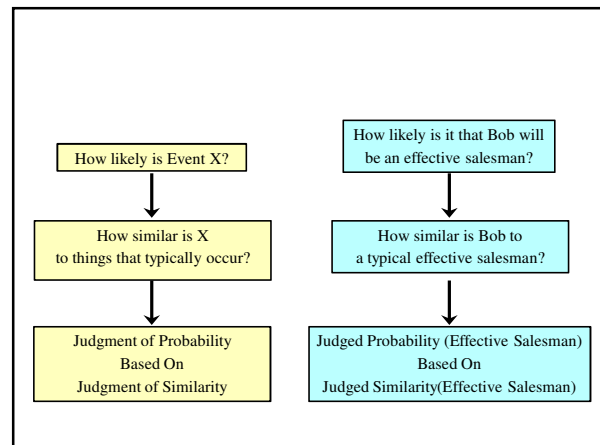 How likely is Event X?
How similar is X
to things that typically occur?
Judgment of Probability
Based On
Judgment of Similarity
How likely is it that Bob will
be an effective salesman?
How similar is Bob to
a typical effective salesman?
Judged Probability (Effective Salesman)
Based On
Judged Similarity(Effective Salesman)